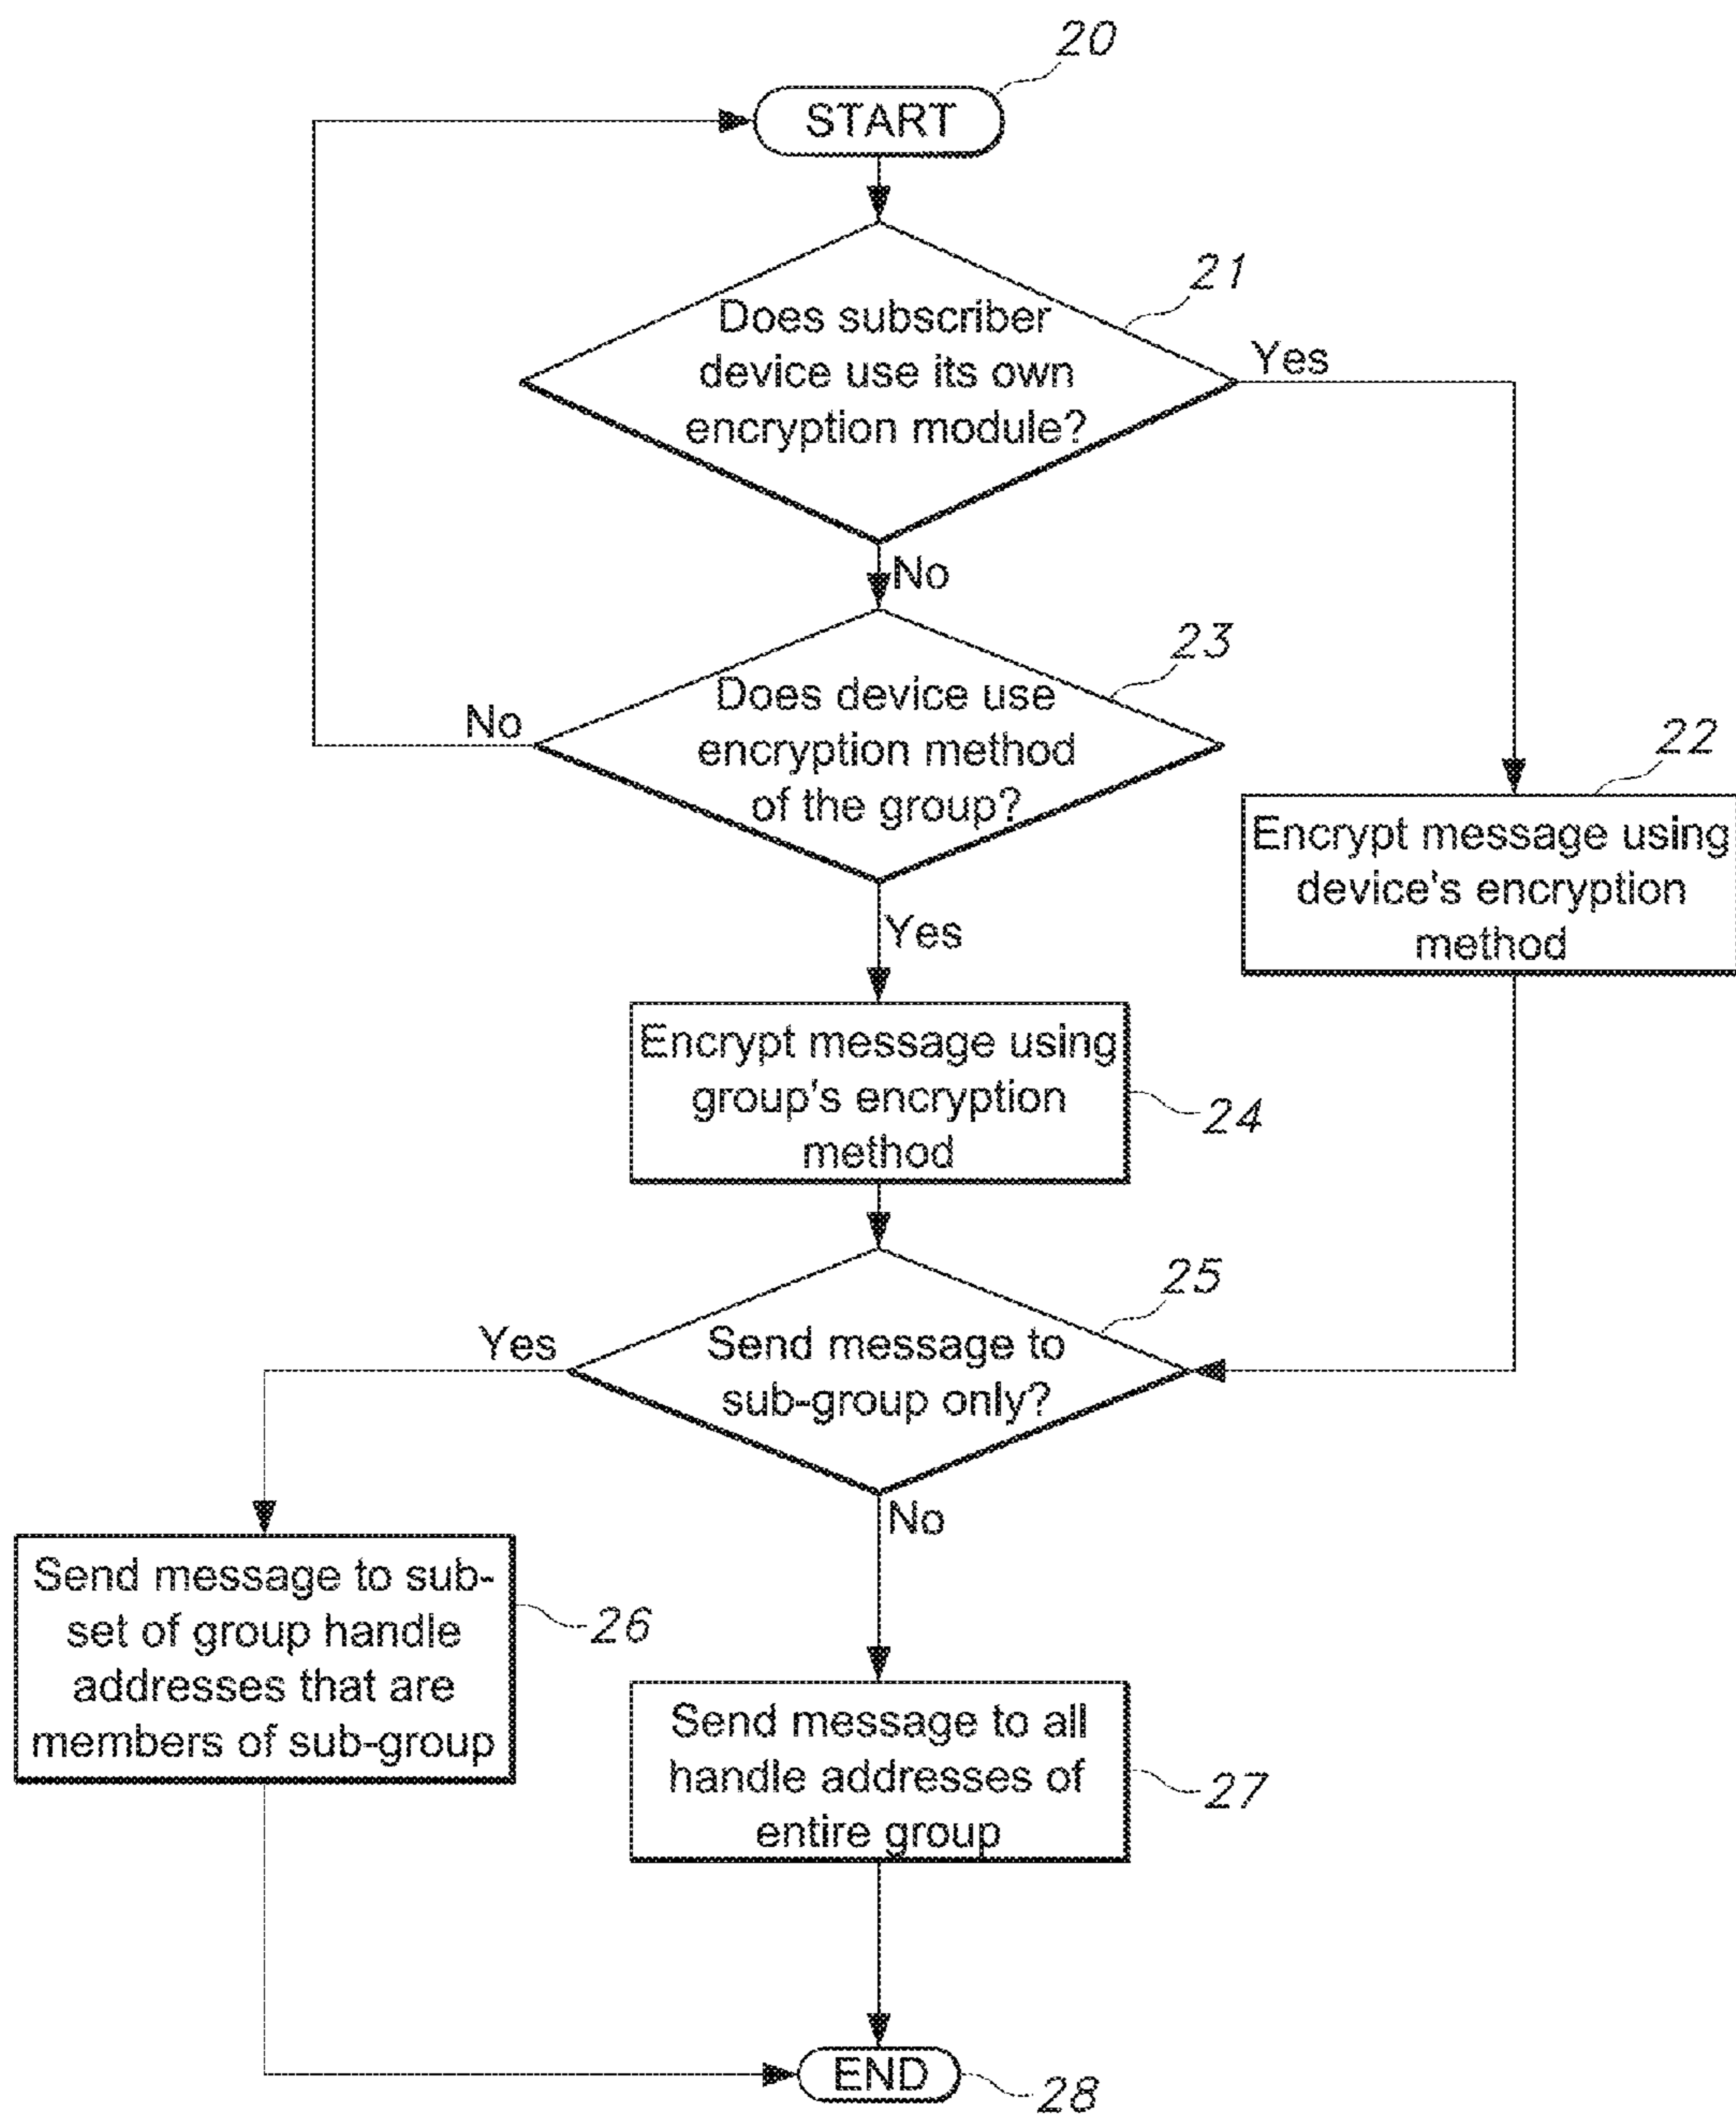 20
START
21
Does subscriber
device use its own
encryption module?
Yes
No
23
Does device use
encryption method
of the group?
No
22
Encrypt message using
device's encryption
method
Yes
Encrypt message using
group's encryption
method
24
25
Send message to
sub-group only?
Yes
No
Send message to sub-
set of group handle
addresses that are
members of sub-group
26
Send message to all
handle addresses of
entire group
27
END
28